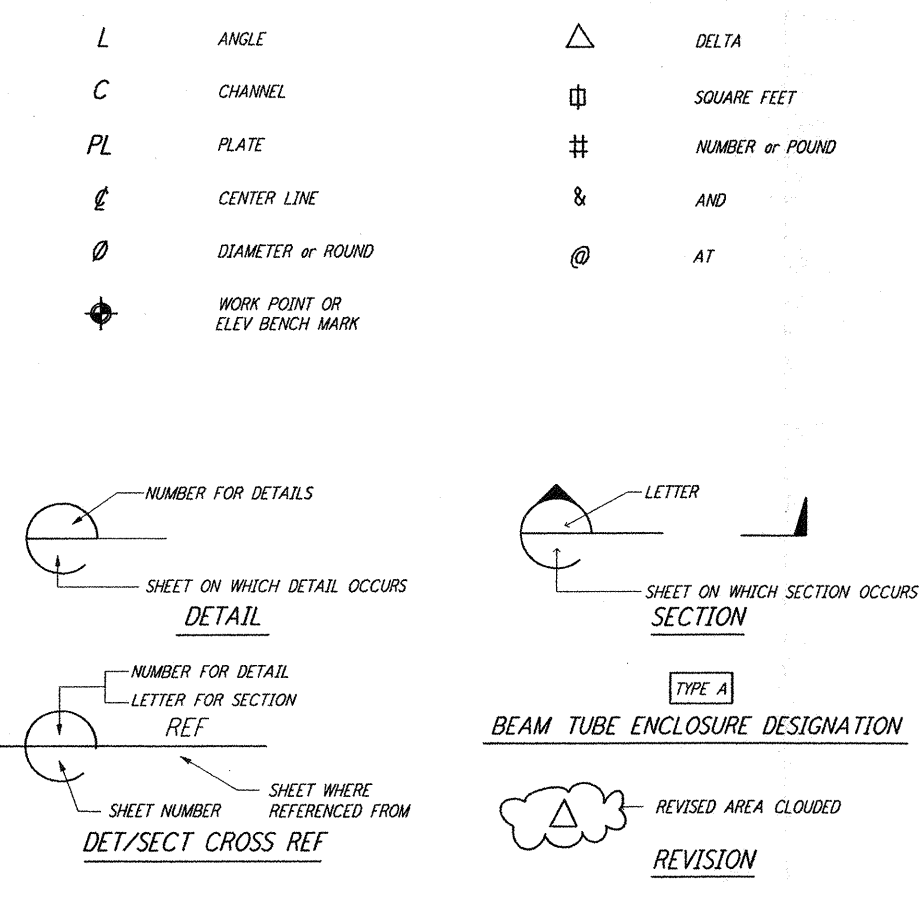 L ANGLE
C CHANNEL
PL PLATE
℄ CENTER LINE
Ø DIAMETER or ROUND
WORK POINT OR
ELEV BENCH MARK
△ DELTA
SQUARE FEET
# NUMBER or POUND
& AND
@ AT
NUMBER FOR DETAILS
SHEET ON WHICH DETAIL OCCURS
DETAIL
LETTER
SHEET ON WHICH SECTION OCCURS
SECTION
NUMBER FOR DETAIL
LETTER FOR SECTION
REF
SHEET WHERE
REFERENCED FROM
SHEET NUMBER
DET/SECT CROSS REF
TYPE A
BEAM TUBE ENCLOSURE DESIGNATION
REVISED AREA CLOUDED
REVISION